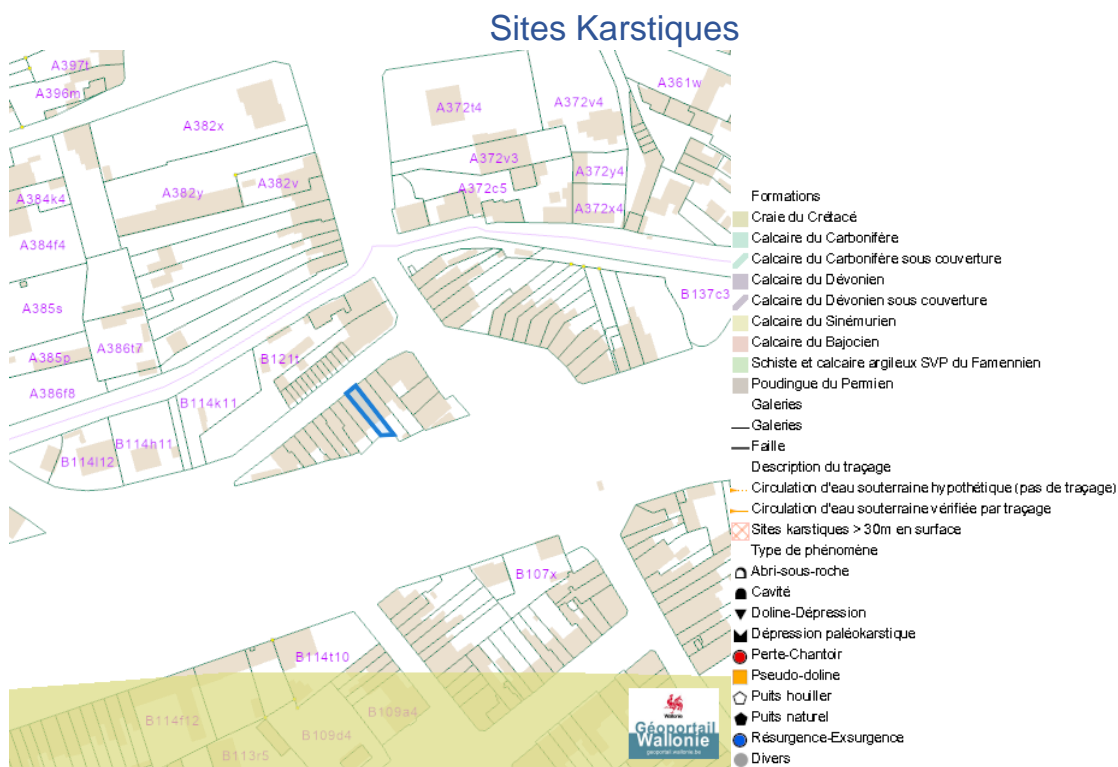 Sites Karstiques
A397t
A396m
A382x
A372t4
A372v4
A361w
A372v3
A372y4
A382v
A382y
A372c5
A384k4
A372x4
A384f4
A385s
B137c3
A386t7
A385p
B121t
A386f8
B114k11
B114h11
B114l12
B107x
B114t10
B109a4
B114f12
B109d4
B113r5
Wallonie
Géoportail
Wallonie
geoportail.wallonie.be
Formations
Craie du Crétacé
Calcaire du Carbonifére
Calcaire du Carbonifère sous couverture
Calcaire du Dévonien
Calcaire du Dévonien sous couverture
Calcaire du Sinémurien
Calcaire du Bajocien
Schiste et calcaire argileux SVP du Famennien
Poudingue du Permien
Galeries
Galeries
Faille
Description du traçage
Circulation d'eau souterraine hypothétique (pas de traçage)
Circulation d'eau souterraine vérifiée par traçage
Sites karstiques > 30m en surface
Type de phénomène
Abri-sous-roche
Cavité
Doline-Dépression
Dépression paléokarstique
Perte-Chantoir
Pseudo-doline
Puits houiller
Puits naturel
Résurgence-Exsurgence
Divers